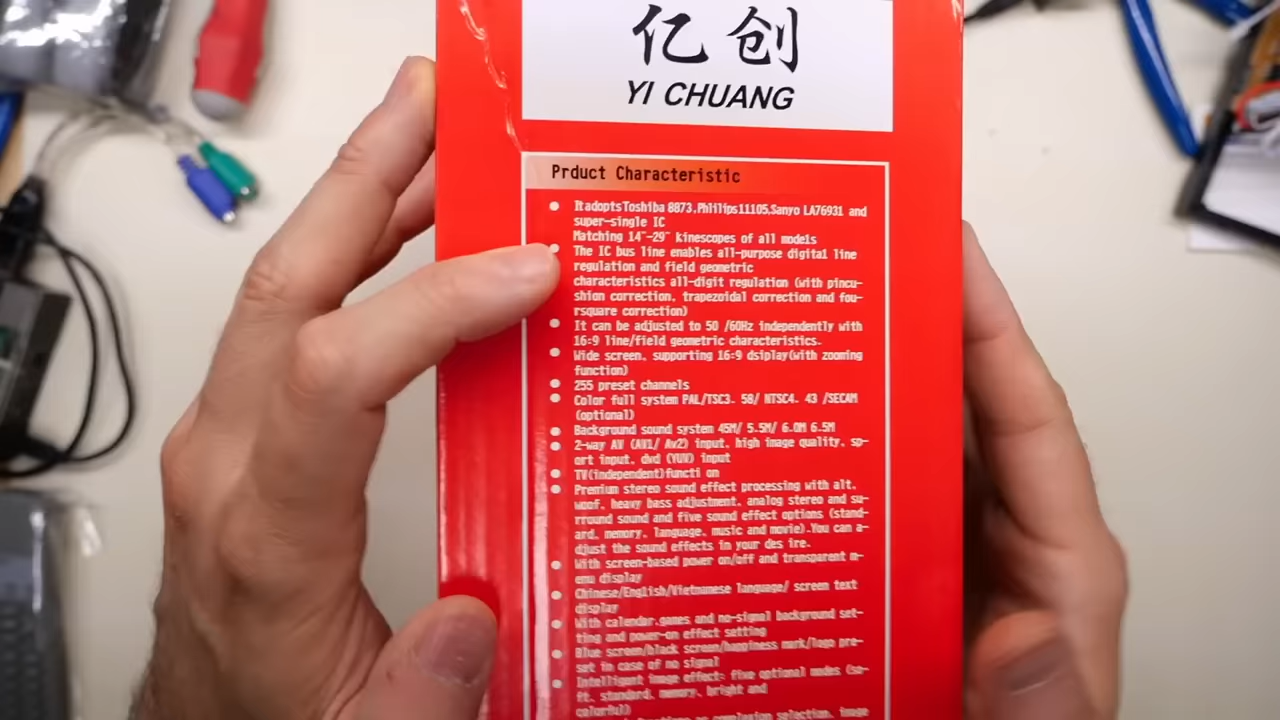 亿创
YI CHUANG
Prduct Characteristic
ItadoptsToshiba 8873.Phlilips11105,Sanyo LA76931 and
super-single IC
Matching 14"-29" kinescopes of all models
The IC bus line enables all-purpose digital line
regulation and field geometric
characteristics all-digit regulation (with pincu-
shion correction, trapezoidal correction and fou-
rsquare correction)
It can be adjusted to 50 /60Hz independently with
16:9 line/field geometric characteristics.
Wide screen, supporting 16:9 dsiplay(with zooming
function)
255 preset channels
Color full system PAL/TSC3. 58/ NTSC4. 43 /SECAM
(optional)
Background sound system 45M/ 5.5M/ 6.0M 6.5M
2-way AV (AV1/ Av2) input, high image quality, sp-
ort input, dvd (YUV) input
TV(independent)functi on
Premium stereo sound effect processing with alt,
woof, heavy bass adjustment, analog stereo and su-
rround sound and five sound effect options (stand-
ard, memory, language, music and movie).You can a-
djust the sound effects in your des ire.
With screen-based power on/off and transparent m-
enu display
Chinese/English/Vietnamese language/ screen text
display
With calendar,games and no-signal background set-
ting and power-on effect setting
Blue screen/black screen/happiness mark/logo pre-
set in case of no signal
Intelligent image effect: five optional modes (so-
ft, standard, memory, bright and
colorful)
functions as complexion selection, image